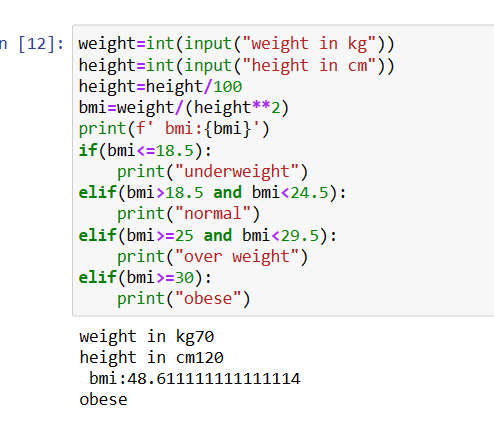 n [12]: weight=int(input("weight in kg"))
height=int(input("height in cm"))
height=height/100
bmi=weight/(height**2)
print(f' bmi:{bmi}')
if(bmi<=18.5):
    print("underweight")
elif(bmi>18.5 and bmi<24.5):
    print("normal")
elif(bmi>=25 and bmi<29.5):
    print("over weight")
elif(bmi>=30):
    print("obese")
weight in kg70
height in cm120
 bmi:48.611111111111114
obese